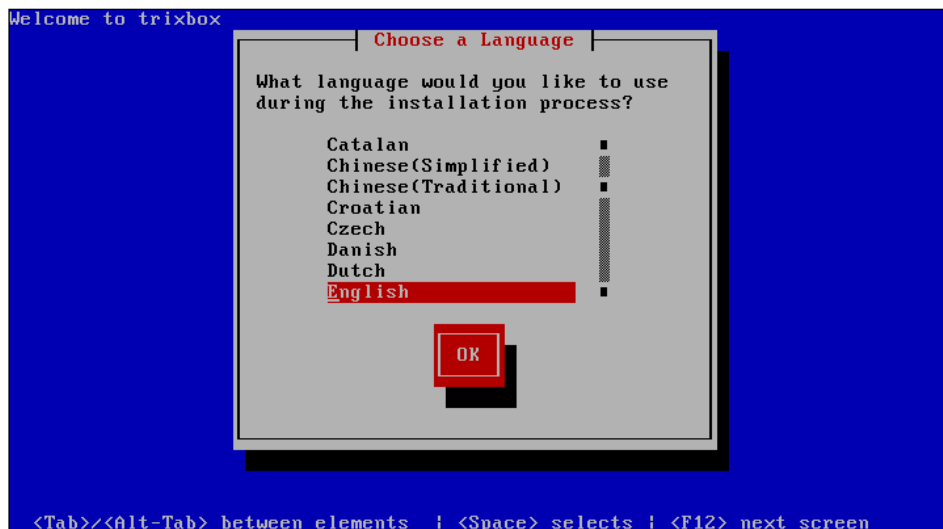 Welcome to trixbox
Choose a Language
What language would you like to use
during the installation process?
Catalan
Chinese(Simplified)
Chinese(Traditional)
Croatian
Czech
Danish
Dutch
English
OK
<Tab>/<Alt-Tab> between elements | <Space> selects | <F12> next screen